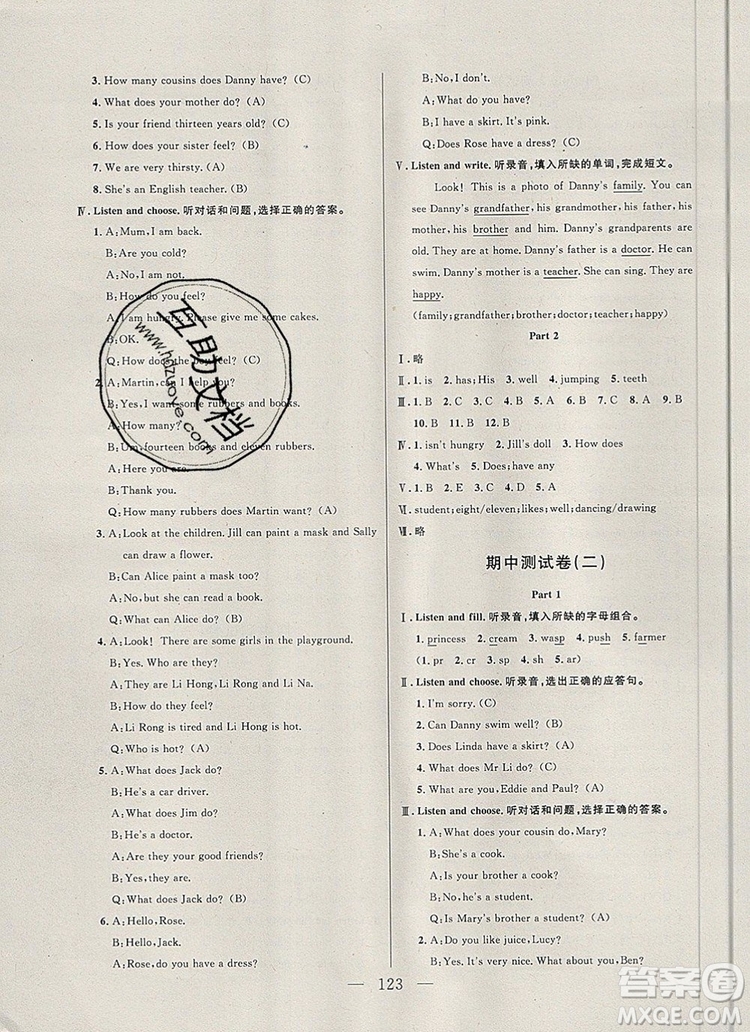 3. How many cousins does Danny have? (C)
4. What does your mother do? (A)
5. Is your friend thirteen years old? (C)
6. How does your sister feel? (B)
7. We are very thirsty. (A)
8. She's an English teacher. (B)
Ⅳ. Listen and choose. 听对话和问题,选择正确的答案。
1. A: Mum, I am back.
B: Are you cold?
A: No, I am not.
B: How do you feel?
A: I am hungry. Please give me some cakes.
B: OK.
Q: How does the boy feel? (C)
2. A: Martin, can I help you?
B: Yes, I want some rubbers and books.
A: How many?
B: Um, fourteen books and eleven rubbers.
A: Here you are.
B: Thank you.
Q: How many rubbers does Martin want? (A)
3. A: Look at the children. Jill can paint a mask and Sally
can draw a flower.
B: Can Alice paint a mask too?
A: No, but she can read a book.
Q: What can Alice do? (B)
4. A: Look! There are some girls in the playground.
B: Yes. Who are they?
A: They are Li Hong and Li Rong.
B: How do they feel?
A: Li Rong is tired and Li Hong is hot.
Q: Who is hot? (A)
5. A: What does Jack do?
B: He's a car driver.
A: What does Jim do?
B: He's a doctor.
A: Are they good friends?
B: Yes, they are.
Q: What does Jack do? (B)
6. A: Hello, Rose.
B: Hello, Jack.
A: Rose, do you have a dress?
B: No, I don't.
A: What do you have?
B: I have a skirt. It's pink.
Q: Does Rose have a dress? (C)
Ⅴ. Listen and write. 听录音,填入所缺的单词,完成短文。
Look! This is a photo of Danny's family. You can
see Danny's grandfather, his grandmother, his father, his
mother, his brother and him. Danny's grandparents are
old. They are at home. Danny's father is a doctor. He can
swim. Danny's mother is a teacher. She can sing. They are
happy.
(family; grandfather; brother; doctor; teacher; happy)
Part 2
Ⅰ. 略
Ⅱ. 1. is 2. has; His 3. well 4. jumping 5. teeth
Ⅲ. 1. B 2. C 3. C 4. C 5. A 6. B 7. A 8. C 9. B
10. B 11. B 12. B
Ⅳ. 1. isn't hungry 2. Jill's doll 3. How does
4. What's 5. Have any
Ⅴ. 1. D 2. C 3. A 4. E 5. B
Ⅵ. student; eight/eleven; likes/loves; dancing/drawing
Ⅶ. 略
期中测试卷(二)
Part 1
Ⅰ. Listen and fill. 听录音,填入所缺的字母组合。
1. princess 2. cream 3. wasp 4. push 5. farmer
(1. pr 2. cr 3. sp 4. sh 5. ar)
Ⅱ. Listen and choose. 听录音,选出正确的应答句。
1. I'm sorry. (C)
2. Can Danny swim well? (B)
3. Does Linda have a skirt? (C)
4. What does Mr Li do? (B)
5. What are you, Eddie and Paul? (A)
Ⅲ. Listen and choose. 听对话和问题,选择正确的答案。
1. A: What does your cousin do, Mary?
B: She's a cook.
A: Is your brother a cook?
B: No, he's a student.
Q: Is Mary's brother a student? (A)
2. A: Do you like juice, Lucy?
B: Yes. It's very nice. What about you, Ben?
— 123 —
互助文档
www.hdzuoye.com
答案圈
MXQE.COM